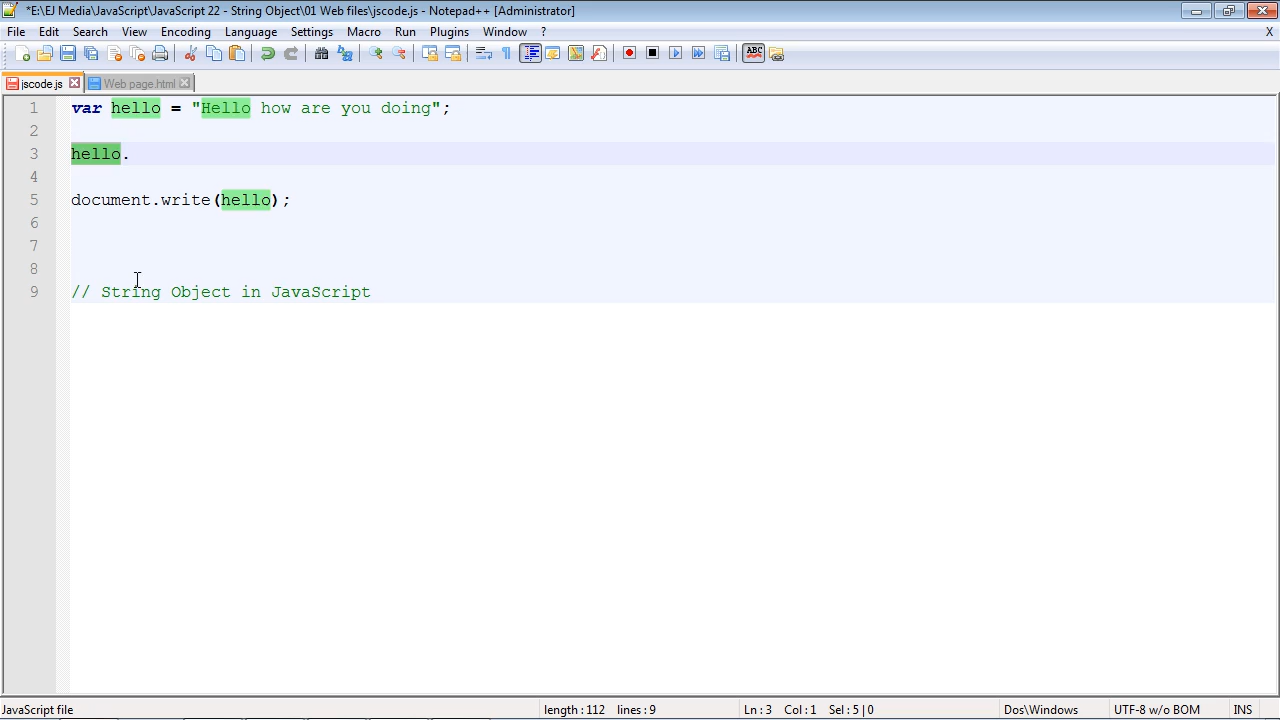 *E:\EJ Media\JavaScript\JavaScript 22 - String Object\01 Web files\jscode.js - Notepad++ [Administrator]
File Edit Search View Encoding Language Settings Macro Run Plugins Window ? X
jscode.js Web page.html
1 var hello = "Hello how are you doing";
2
3 hello.
4
5 document.write(hello);
6
7
8
9 // String Object in JavaScript
JavaScript file length : 112 lines : 9 Ln : 3 Col : 1 Sel : 5 | 0 Dos\Windows UTF-8 w/o BOM INS